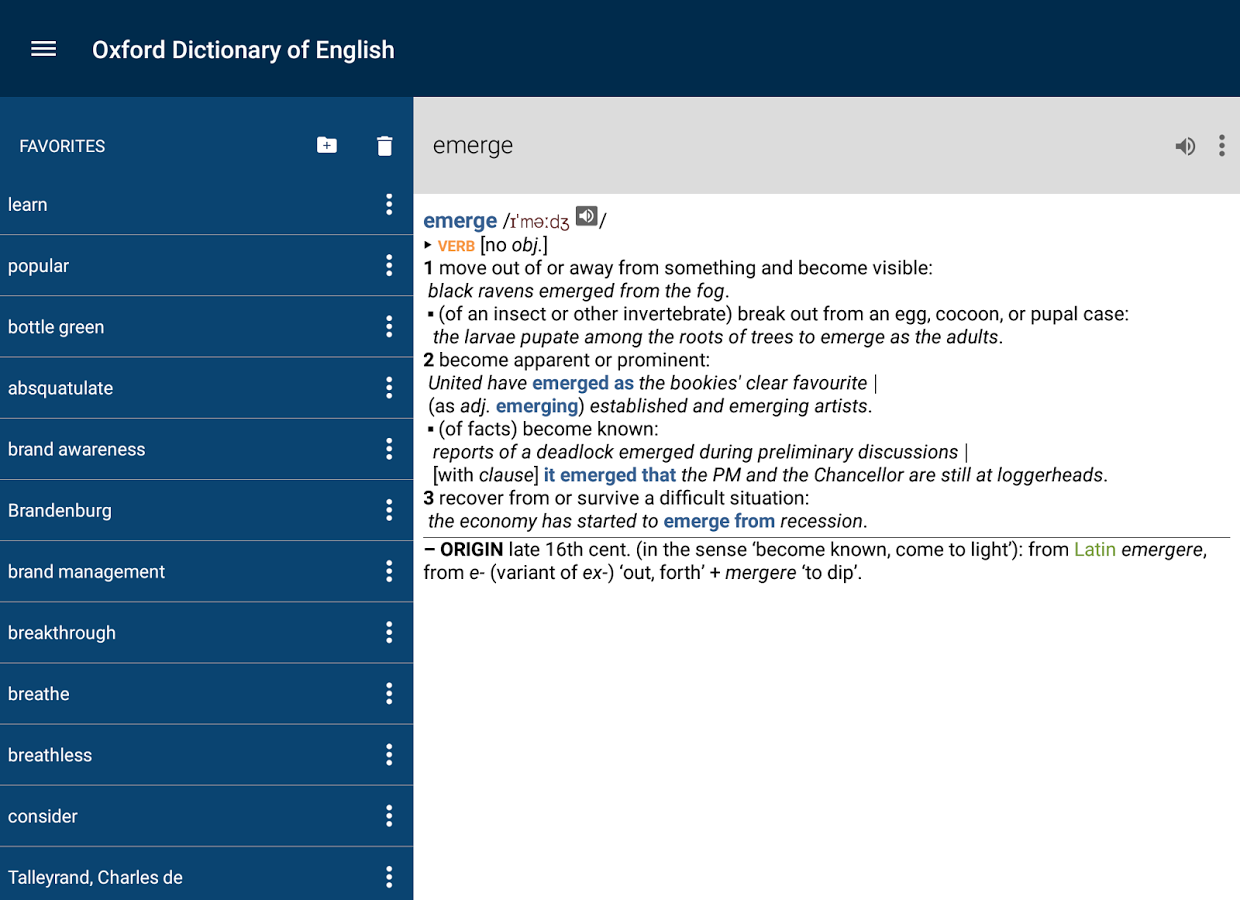 Oxford Dictionary of English
FAVORITES
learn
popular
bottle green
absquatulate
brand awareness
Brandenburg
brand management
breakthrough
breathe
breathless
consider
Talleyrand, Charles de
emerge
emerge /ɪˈməːdʒ /
▸ VERB [no obj.]
1 move out of or away from something and become visible:
black ravens emerged from the fog.
▪ (of an insect or other invertebrate) break out from an egg, cocoon, or pupal case:
the larvae pupate among the roots of trees to emerge as the adults.
2 become apparent or prominent:
United have emerged as the bookies' clear favourite |
(as adj. emerging) established and emerging artists.
▪ (of facts) become known:
reports of a deadlock emerged during preliminary discussions |
[with clause] it emerged that the PM and the Chancellor are still at loggerheads.
3 recover from or survive a difficult situation:
the economy has started to emerge from recession.
– ORIGIN late 16th cent. (in the sense ‘become known, come to light’): from Latin emergere,
from e- (variant of ex-) ‘out, forth’ + mergere ‘to dip’.